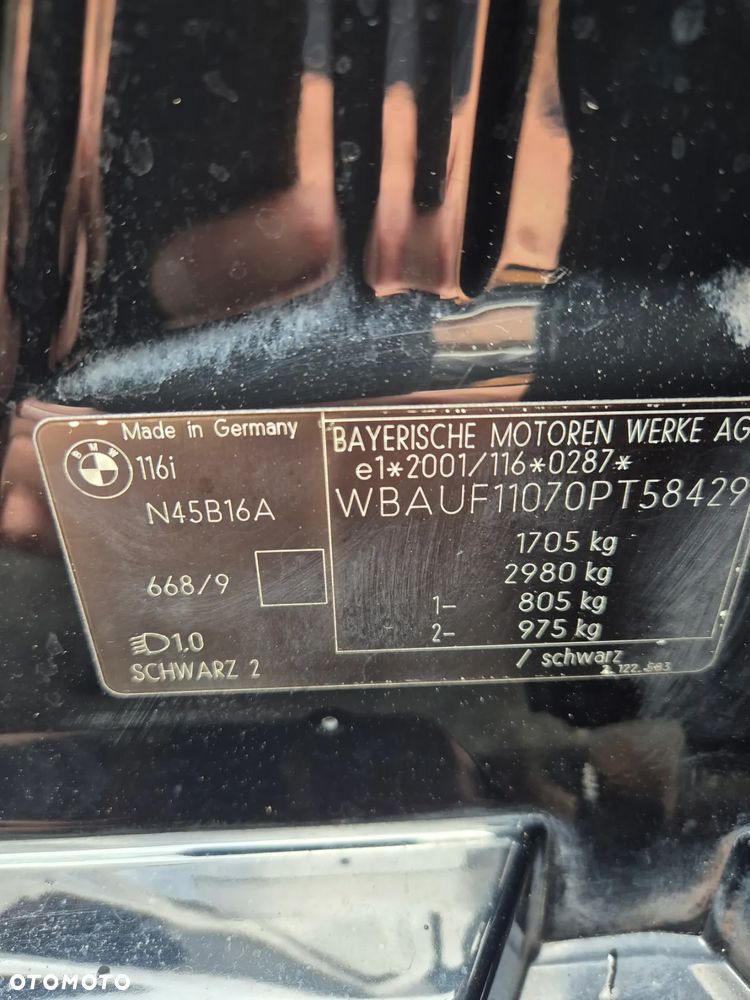 Made in Germany
BMW
116i
N45B16A
668/9
1.0
SCHWARZ 2
BAYERISCHE MOTOREN WERKE AG
e1*2001/116*0287*
WBAUF11070PT58429
1705 kg
2980 kg
1- 805 kg
2- 975 kg
/ schwarz
OTOMOTO